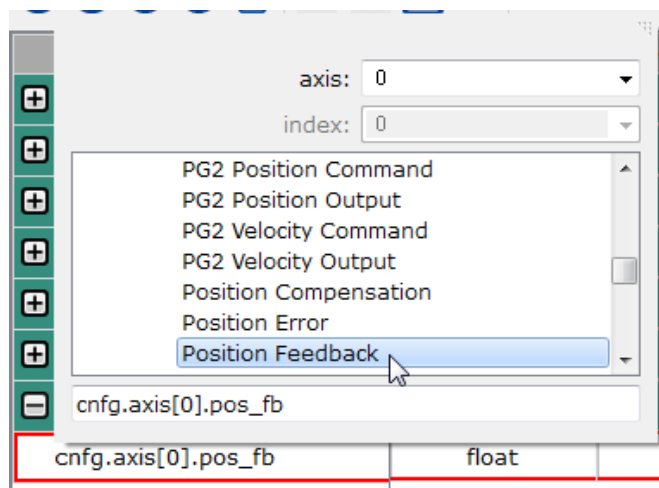 axis: 0
index: 0
PG2 Position Command
PG2 Position Output
PG2 Velocity Command
PG2 Velocity Output
Position Compensation
Position Error
Position Feedback
cnfg.axis[0].pos_fb
cnfg.axis[0].pos_fb float